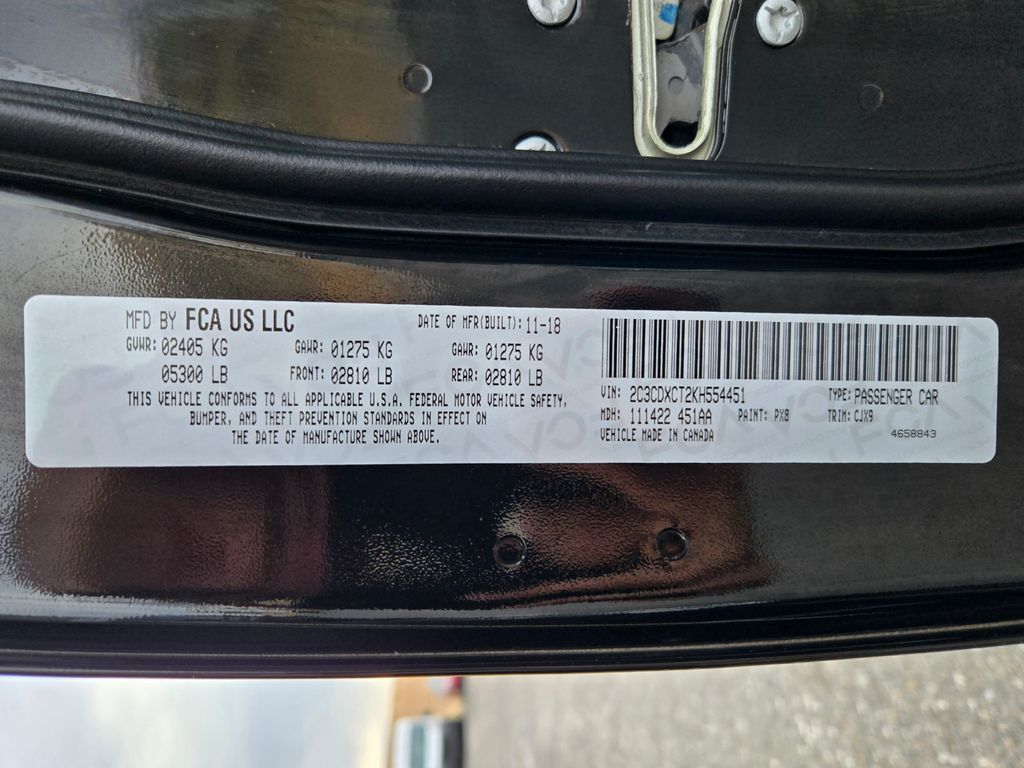 MFD BY FCA US LLC DATE OF MFR(BUILT): 11-18
GVWR: 02405 KG GAWR: 01275 KG GAWR: 01275 KG
05300 LB FRONT: 02810 LB REAR: 02810 LB
THIS VEHICLE CONFORMS TO ALL APPLICABLE U.S.A. FEDERAL MOTOR VEHICLE SAFETY,
BUMPER, AND THEFT PREVENTION STANDARDS IN EFFECT ON
THE DATE OF MANUFACTURE SHOWN ABOVE.
VIN: 2C3CDXCT2KH554451 TYPE: PASSENGER CAR
MDH: 111422 451AA PAINT: PX8 TRIM: CJX9
VEHICLE MADE IN CANADA 4658843